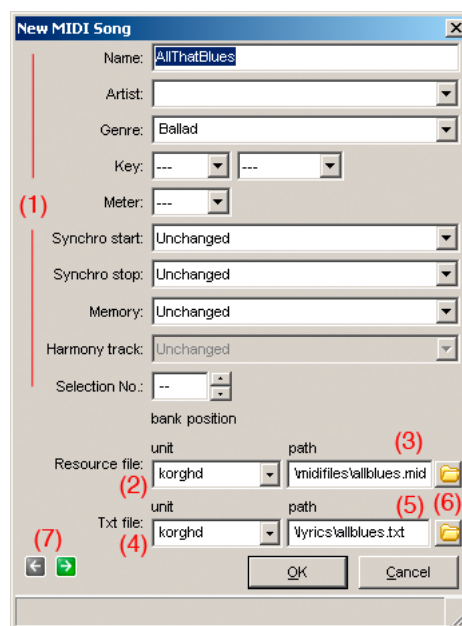 New MIDI Song
Name: AllThatBlues
Artist:
Genre: Ballad
Key: --- ---
(1) Meter: ---
Synchro start: Unchanged
Synchro stop: Unchanged
Memory: Unchanged
Harmony track: Unchanged
Selection No.: --
bank position
unit path (3)
Resource file: korghd \midifiles\allblues.mid
(2)
unit path (5) (6)
Txt file: korghd \lyrics\allblues.txt
(4)
(7)
OK Cancel